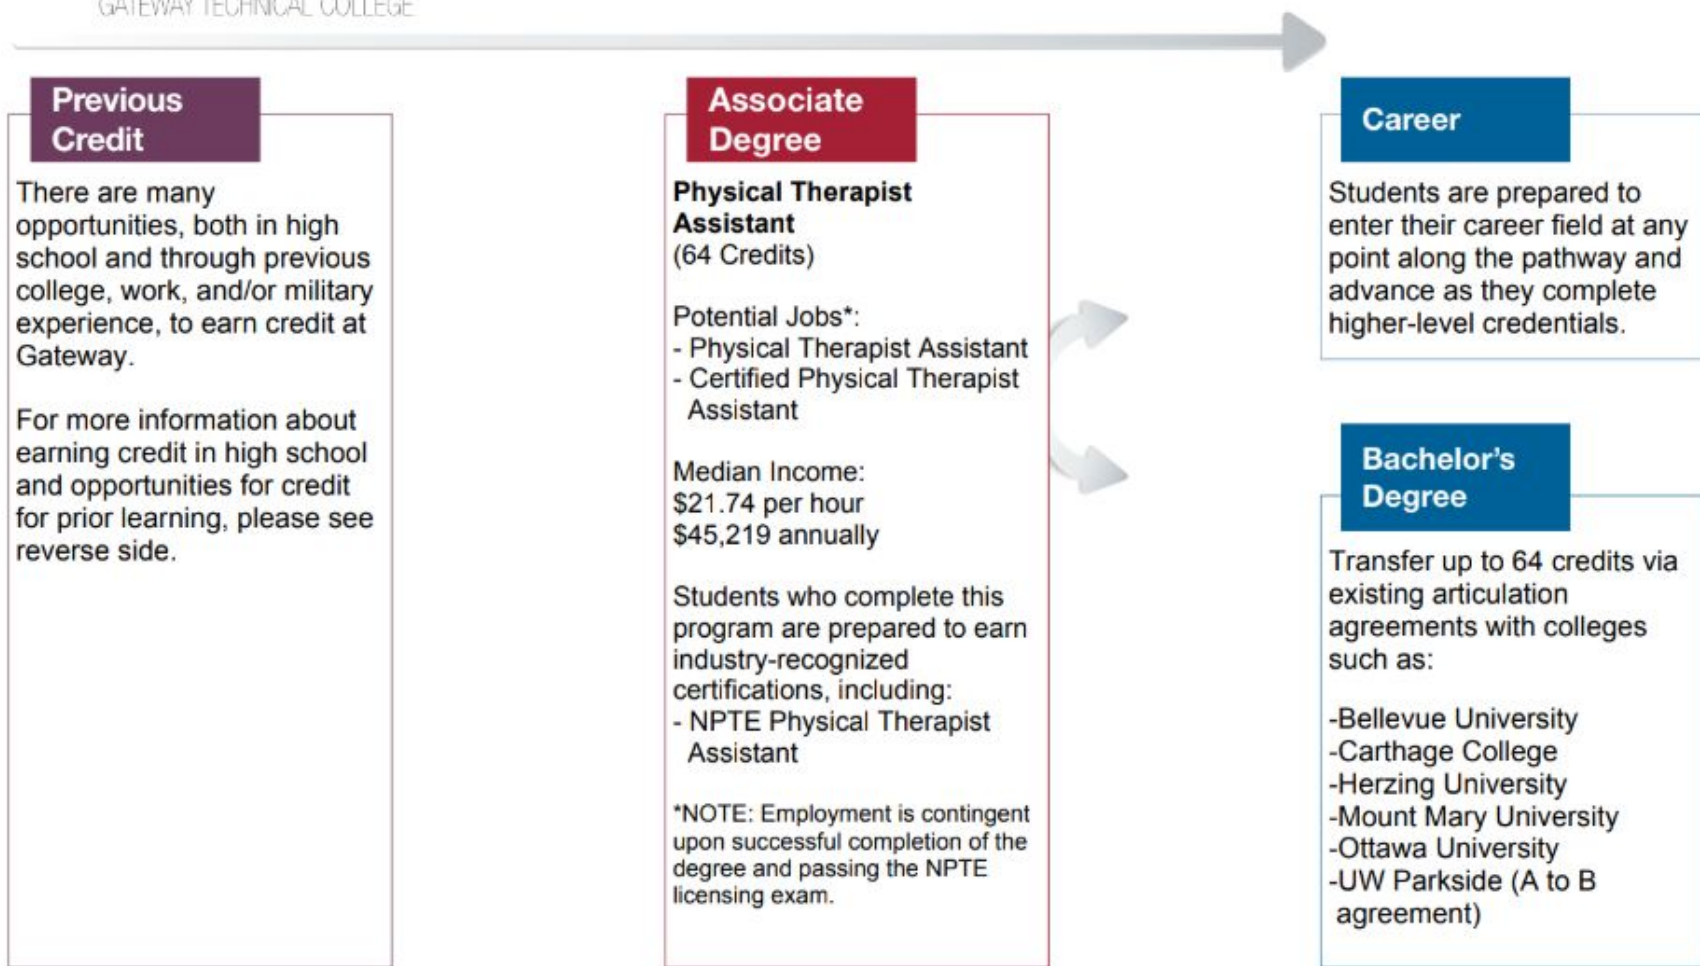 GATEWAY TECHNICAL COLLEGE
Previous
Credit
There are many
opportunities, both in high
school and through previous
college, work, and/or military
experience, to earn credit at
Gateway.
For more information about
earning credit in high school
and opportunities for credit
for prior learning, please see
reverse side.
Associate
Degree
Physical Therapist
Assistant
(64 Credits)
Potential Jobs*:
- Physical Therapist Assistant
- Certified Physical Therapist
Assistant
Median Income:
$21.74 per hour
$45,219 annually
Students who complete this
program are prepared to earn
industry-recognized
certifications, including:
- NPTE Physical Therapist
Assistant
*NOTE: Employment is contingent
upon successful completion of the
degree and passing the NPTE
licensing exam.
Career
Students are prepared to
enter their career field at any
point along the pathway and
advance as they complete
higher-level credentials.
Bachelor's
Degree
Transfer up to 64 credits via
existing articulation
agreements with colleges
such as:
-Bellevue University
-Carthage College
-Herzing University
-Mount Mary University
-Ottawa University
-UW Parkside (A to B
agreement)